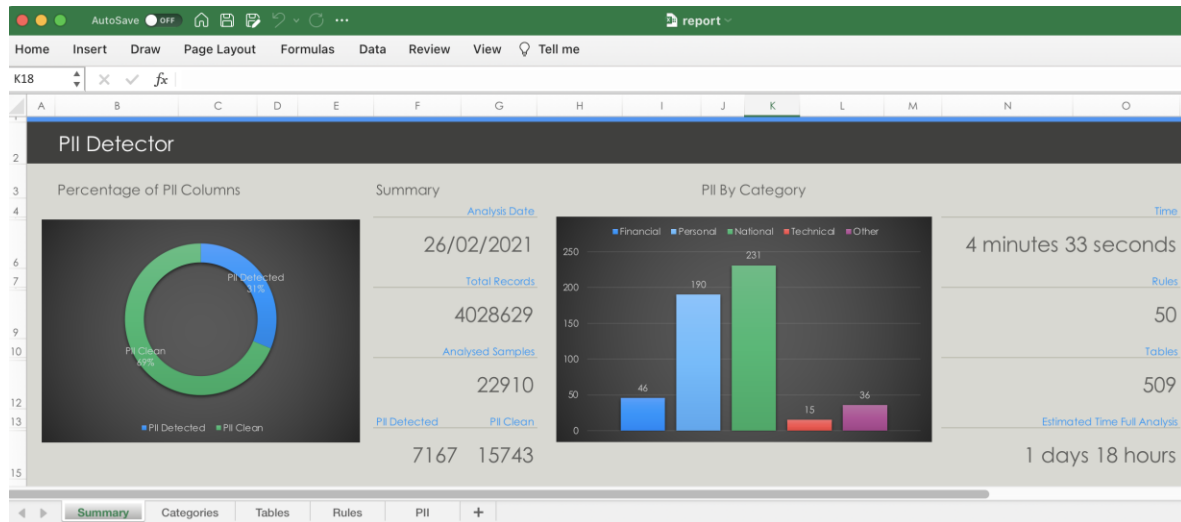 AutoSave OFF report
Home Insert Draw Page Layout Formulas Data Review View Tell me
K18 fx
A B C D E F G H I J K L M N O
1
2 PII Detector
3 Percentage of PII Columns Summary PII By Category
4 Analysis Date Time
6 26/02/2021 4 minutes 33 seconds
7 Total Records Rules
9 4028629 50
10 Analysed Samples Tables
12 22910 509
13 PII Detected PII Clean Estimated Time Full Analysis
15 7167 15743 1 days 18 hours
PII Detected
31%
PII Clean
69%
PII Detected PII Clean
Financial Personal National Technical Other
250
200
150
100
50
0
46
190
231
15
36
Summary Categories Tables Rules PII +